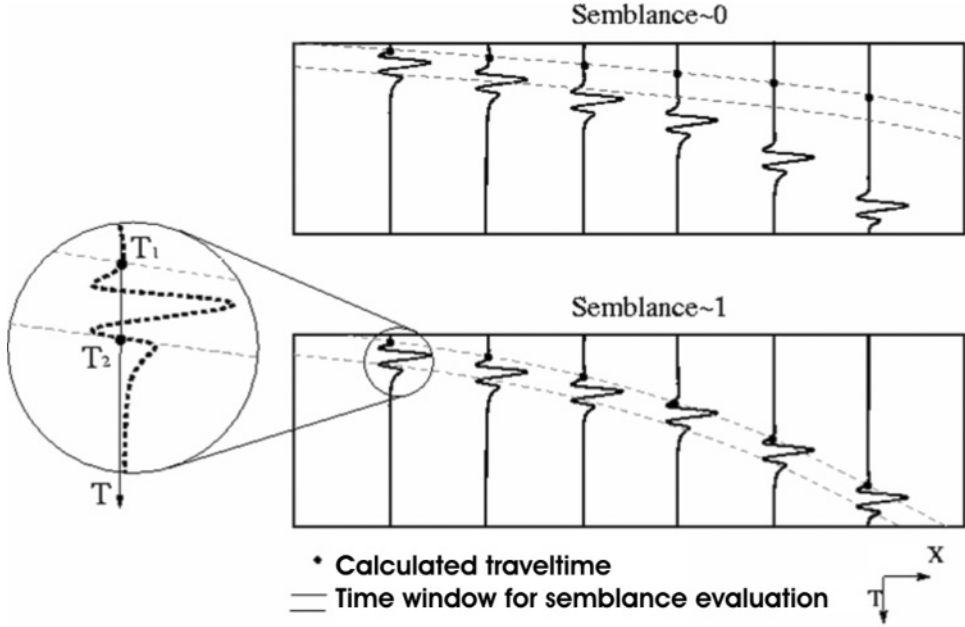 Semblance~0
T1
T2
T
Semblance~1
X
T
Calculated traveltime
Time window for semblance evaluation